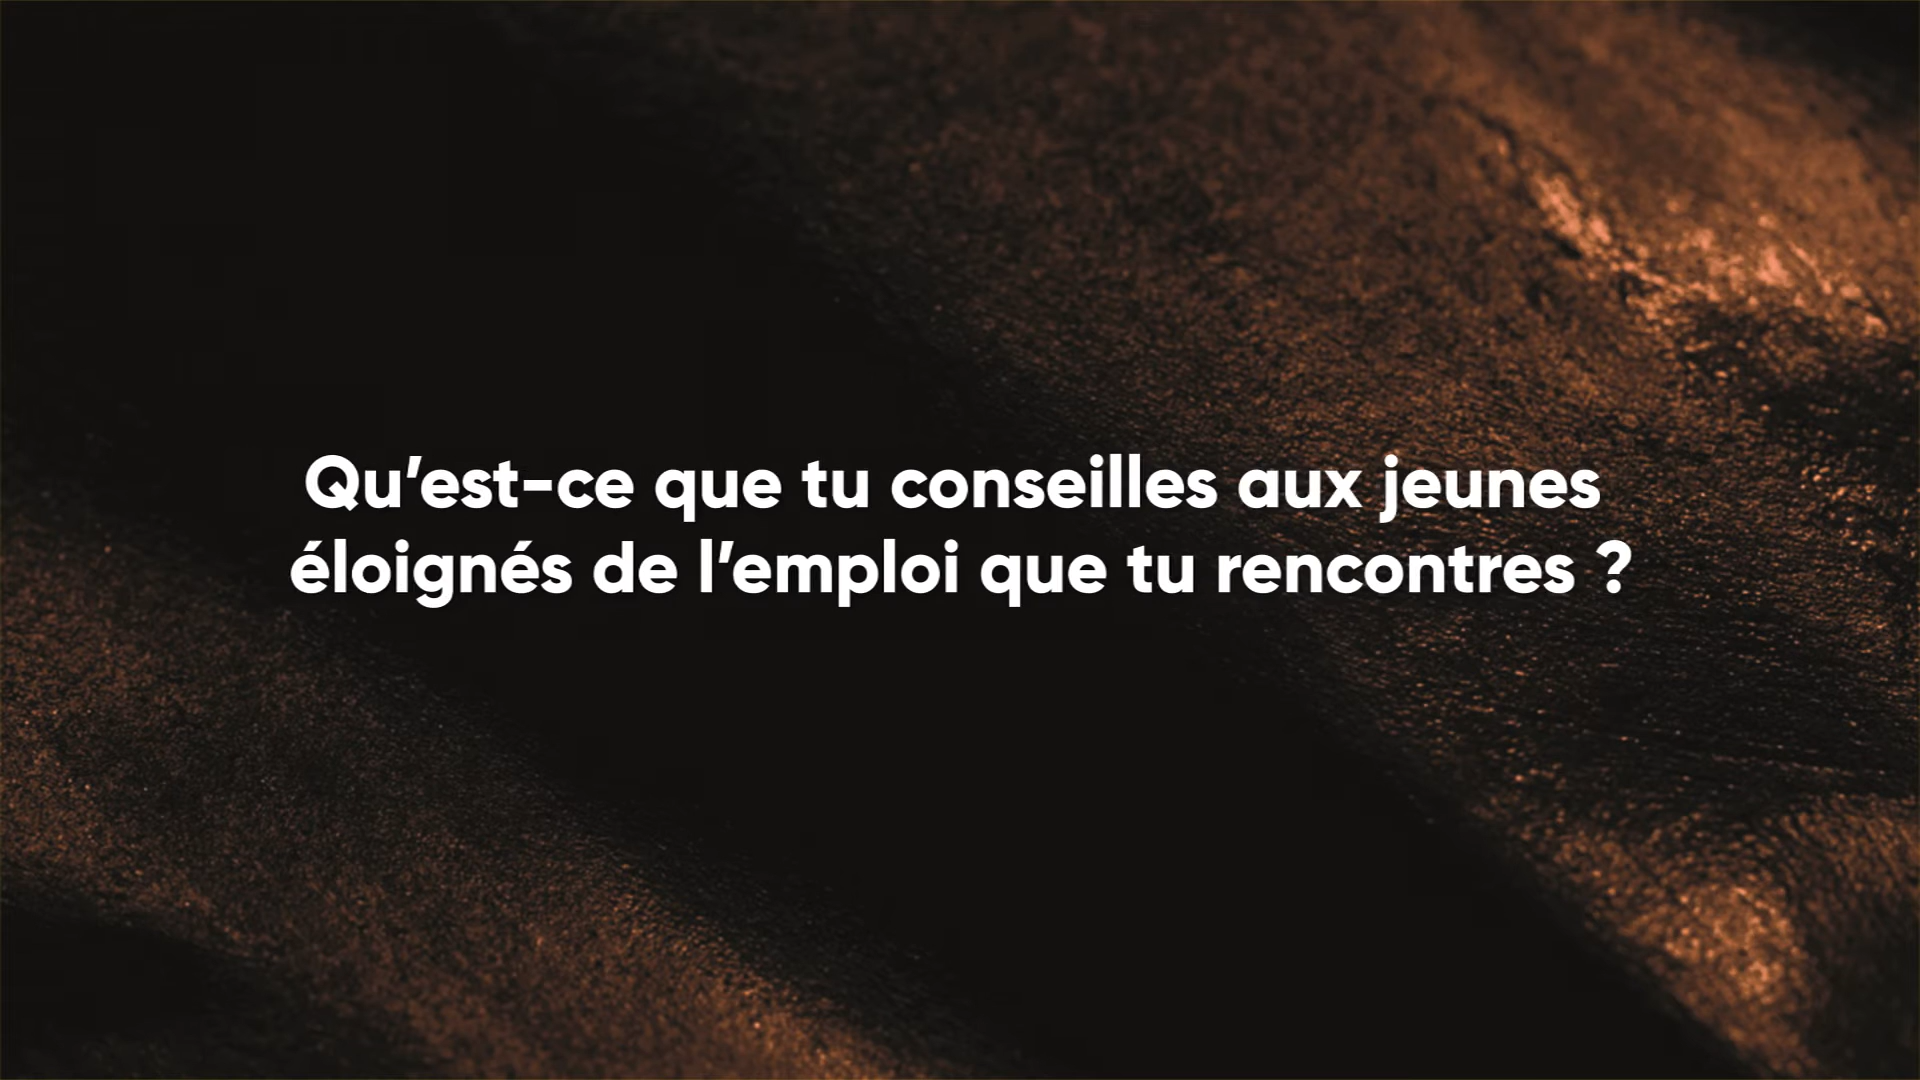 Qu’est-ce que tu conseilles aux jeunes
éloignés de l’emploi que tu rencontres ?